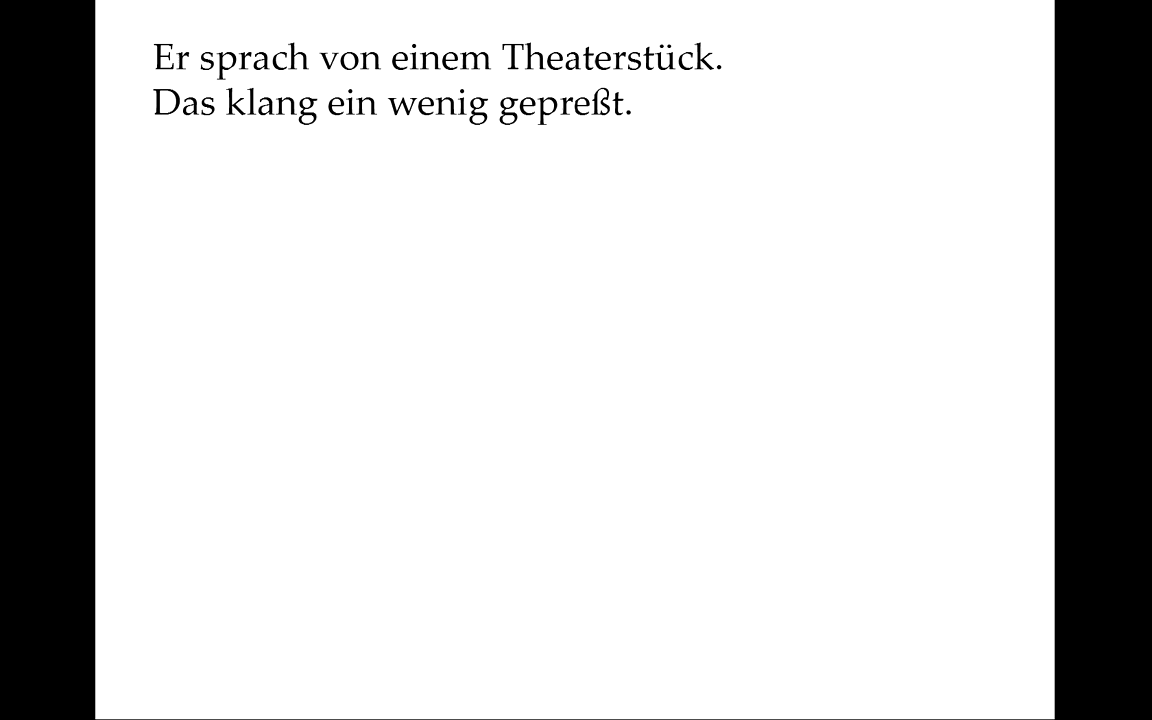 Er sprach von einem Theaterstück.
Das klang ein wenig gepreßt.